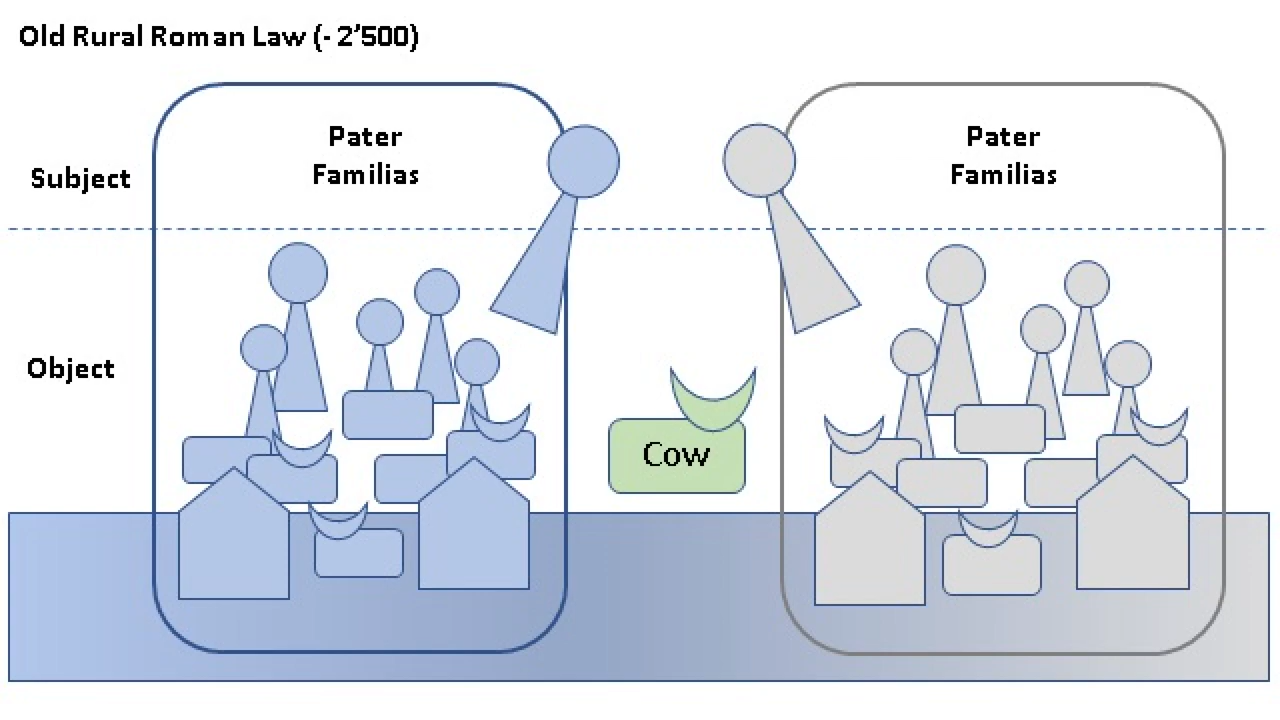 Old Rural Roman Law (- 2’500)
Subject
Pater
Familias
Pater
Familias
Object
Cow